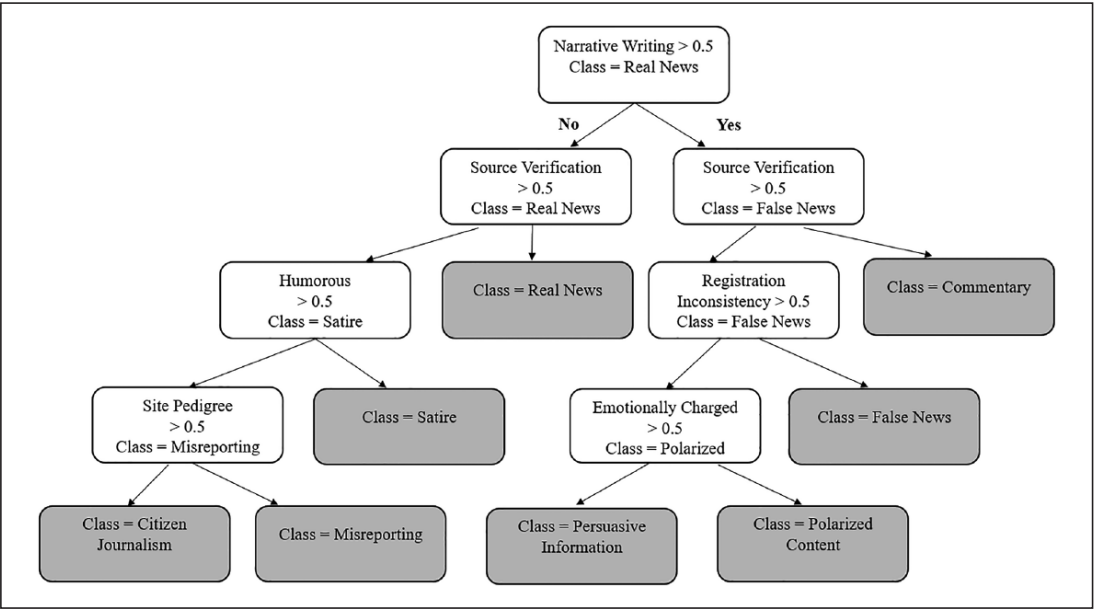 Narrative Writing > 0.5
Class = Real News
No
Yes
Source Verification
> 0.5
Class = Real News
Source Verification
> 0.5
Class = False News
Humorous
> 0.5
Class = Satire
Class = Real News
Registration
Inconsistency > 0.5
Class = False News
Class = Commentary
Site Pedigree
> 0.5
Class = Misreporting
Class = Satire
Emotionally Charged
> 0.5
Class = Polarized
Class = False News
Class = Citizen
Journalism
Class = Misreporting
Class = Persuasive
Information
Class = Polarized
Content